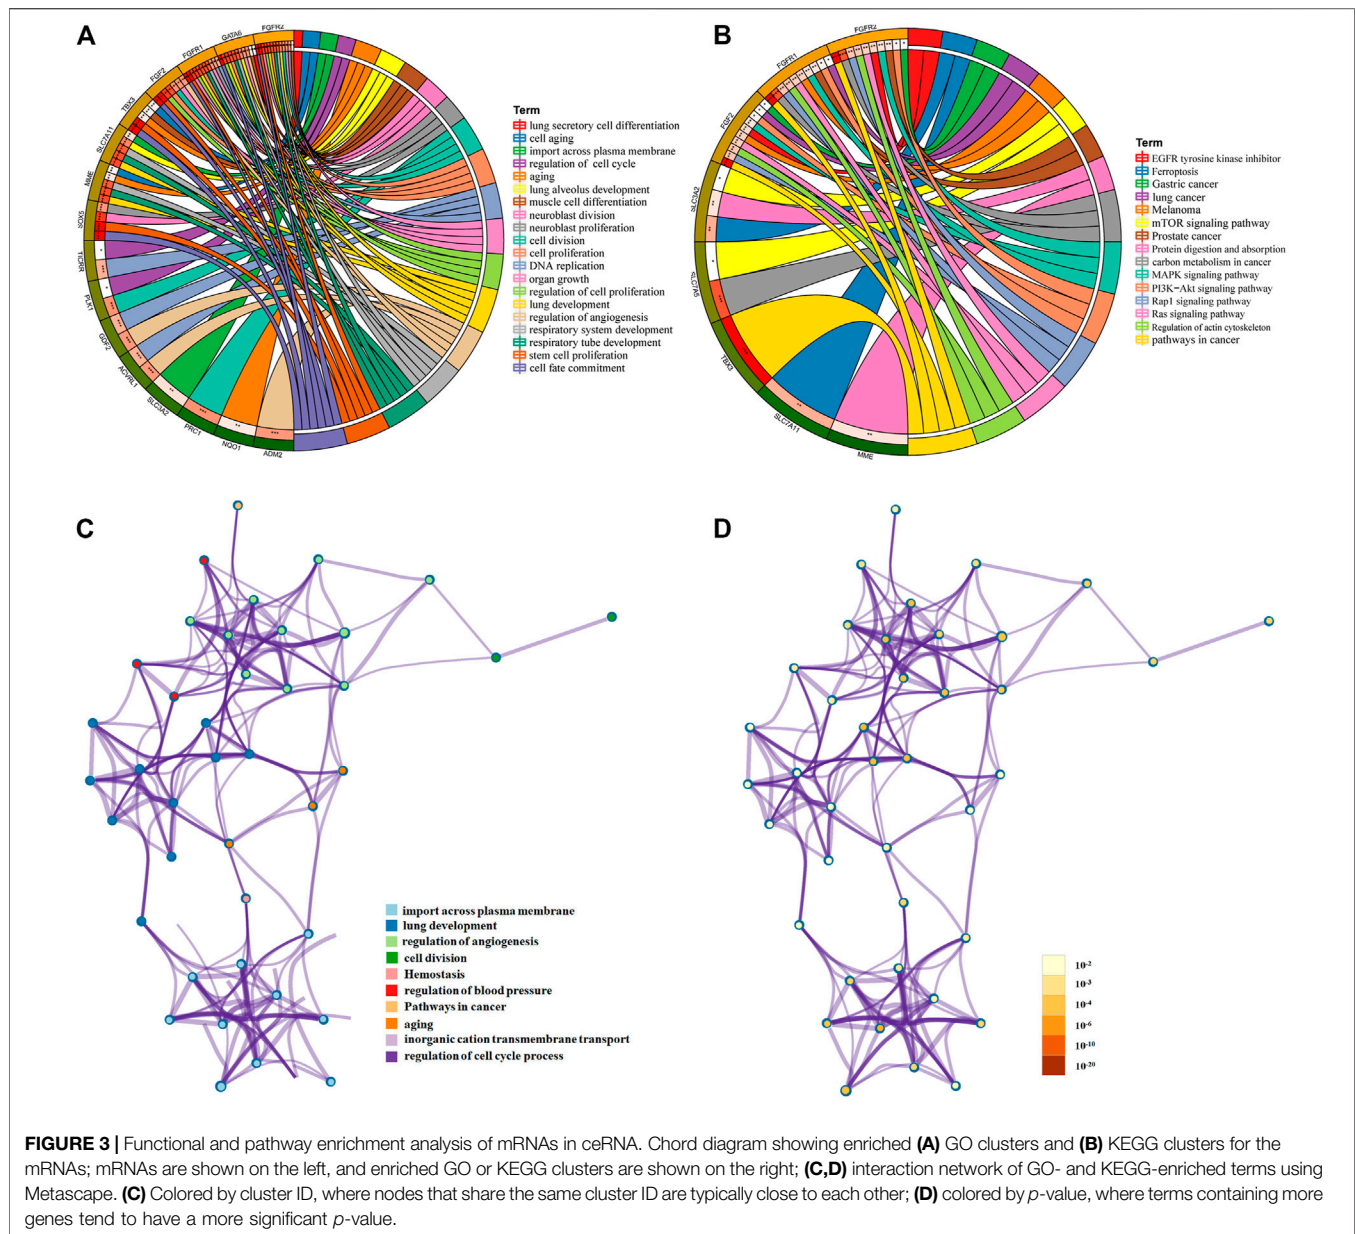 A
FGFR2
GATA6
FGFR1
FGF2
TBX3
SLC7A11
MME
SOX5
TICRR
PLK1
GDF2
ACVRL1
SLC3A2
PRC1
NQO1
ADM2
Term
lung secretory cell differentiation
cell aging
import across plasma membrane
regulation of cell cycle
aging
lung alveolus development
muscle cell differentiation
neuroblast division
neuroblast proliferation
cell division
cell proliferation
DNA replication
organ growth
regulation of cell proliferation
lung development
regulation of angiogenesis
respiratory system development
respiratory tube development
stem cell proliferation
cell fate commitment
B
FGFR2
FGFR1
FGF2
SLC3A2
TBX3
SLC7A11
MME
Term
EGFR tyrosine kinase inhibitor
Ferroptosis
Gastric cancer
lung cancer
Melanoma
mTOR signaling pathway
Prostate cancer
Protein digestion and absorption
carbon metabolism in cancer
MAPK signaling pathway
PI3K−Akt signaling pathway
Rap1 signaling pathway
Ras signaling pathway
Regulation of actin cytoskeleton
pathways in cancer
C
import across plasma membrane
lung development
regulation of angiogenesis
cell division
Hemostasis
regulation of blood pressure
Pathways in cancer
aging
inorganic cation transmembrane transport
regulation of cell cycle process
D
10-2
10-3
10-4
10-6
10-10
10-20
FIGURE 3 | Functional and pathway enrichment analysis of mRNAs in ceRNA. Chord diagram showing enriched (A) GO clusters and (B) KEGG clusters for the
mRNAs; mRNAs are shown on the left, and enriched GO or KEGG clusters are shown on the right; (C,D) interaction network of GO- and KEGG-enriched terms using
Metascape. (C) Colored by cluster ID, where nodes that share the same cluster ID are typically close to each other; (D) colored by p-value, where terms containing more
genes tend to have a more significant p-value.